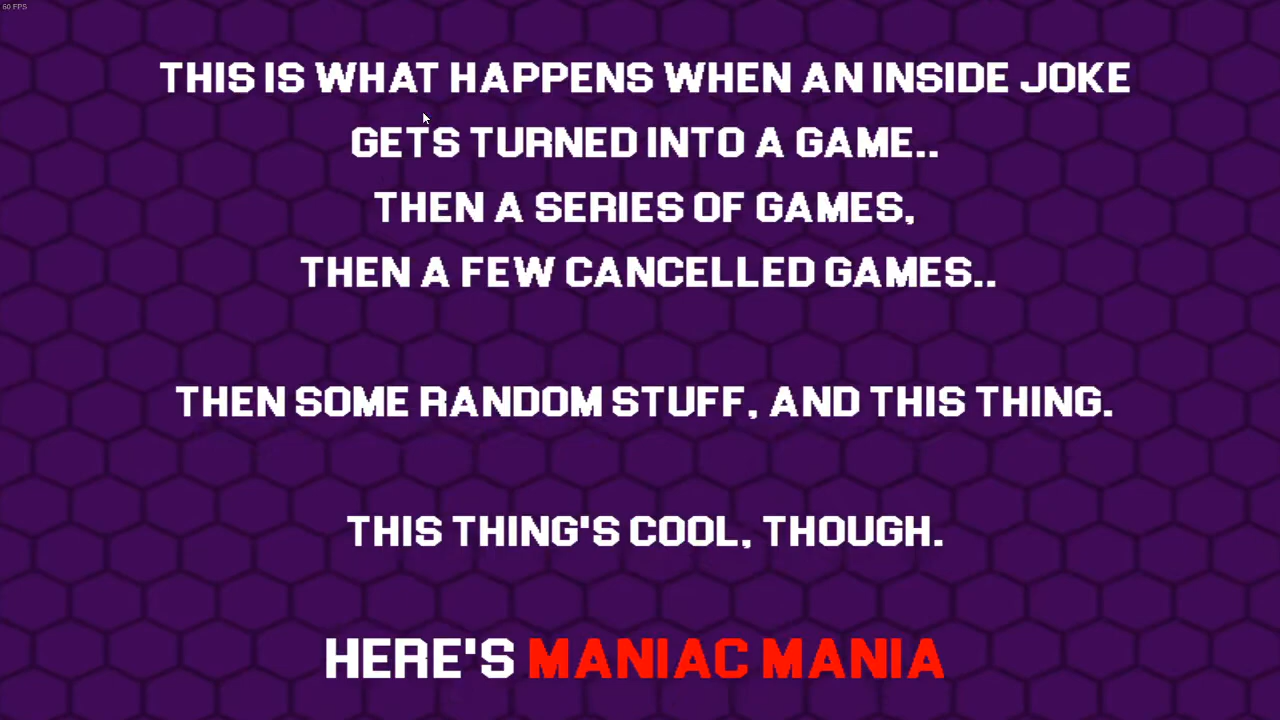 60 FPS
THIS IS WHAT HAPPENS WHEN AN INSIDE JOKE
GETS TURNED INTO A GAME..
THEN A SERIES OF GAMES,
THEN A FEW CANCELLED GAMES..
THEN SOME RANDOM STUFF, AND THIS THING.
THIS THING'S COOL, THOUGH.
HERE'S MANIAC MANIA